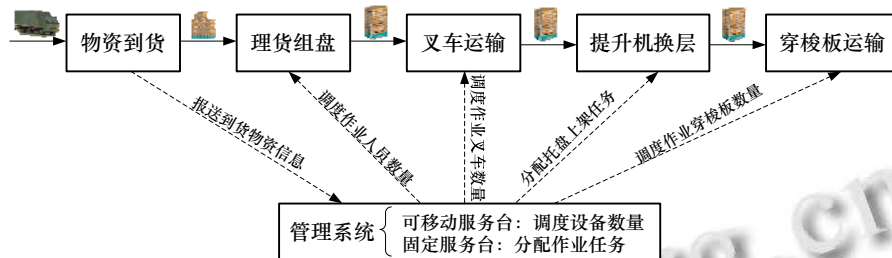 物资到货
理货组盘
叉车运输
提升机换层
穿梭板运输
报送到货物资信息
调度作业人员数量
调度作业叉车数量
分配托盘上架任务
调度作业穿梭板数量
管理系统
可移动服务台：调度设备数量
固定服务台：分配作业任务